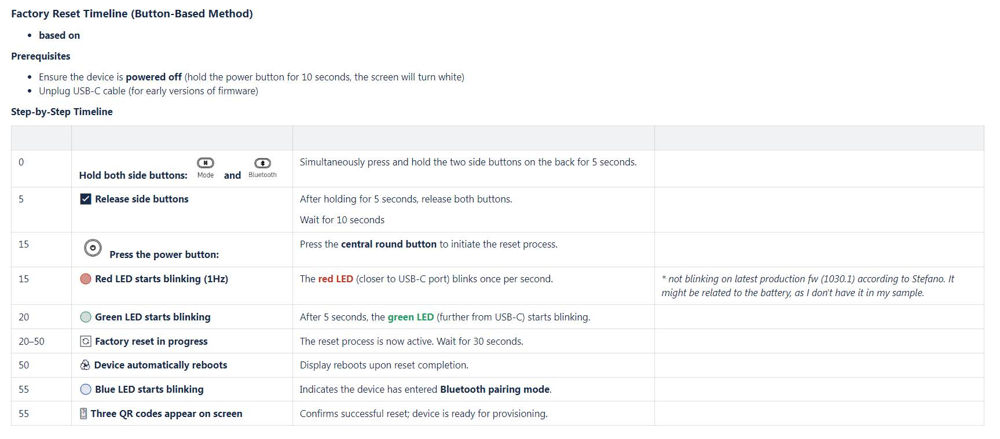 Factory Reset Timeline (Button-Based Method)
• based on
Prerequisites
• Ensure the device is powered off (hold the power button for 10 seconds, the screen will turn white)
• Unplug USB-C cable (for early versions of firmware)
Step-by-Step Timeline
0
Hold both side buttons: Mode and Bluetooth
Simultaneously press and hold the two side buttons on the back for 5 seconds.
5
Release side buttons
After holding for 5 seconds, release both buttons.
Wait for 10 seconds
15
Press the power button:
Press the central round button to initiate the reset process.
15
Red LED starts blinking (1Hz)
The red LED (closer to USB-C port) blinks once per second.
* not blinking on latest production fw (1030.1) according to Stefano. It
might be related to the battery, as I don't have it in my sample.
20
Green LED starts blinking
After 5 seconds, the green LED (further from USB-C) starts blinking.
20–50
Factory reset in progress
The reset process is now active. Wait for 30 seconds.
50
Device automatically reboots
Display reboots upon reset completion.
55
Blue LED starts blinking
Indicates the device has entered Bluetooth pairing mode.
55
Three QR codes appear on screen
Confirms successful reset; device is ready for provisioning.